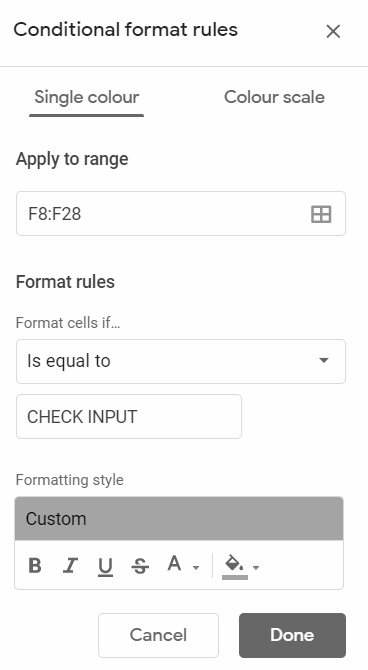 Conditional format rules
Single colour Colour scale
Apply to range
F8:F28
Format rules
Format cells if…
Is equal to
CHECK INPUT
Formatting style
Custom
B I U S A
Cancel Done